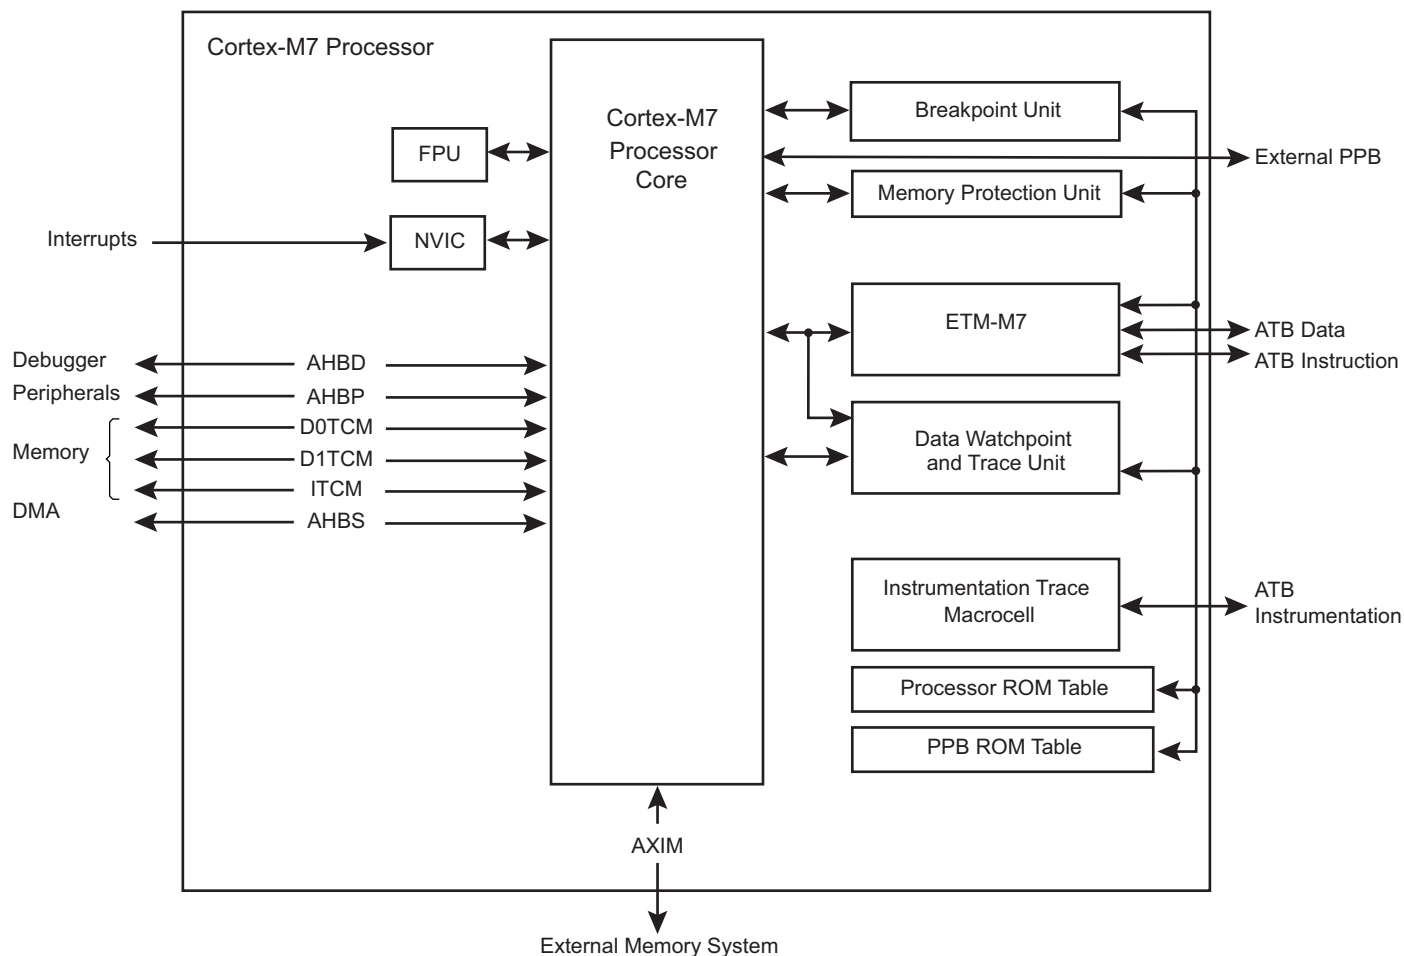 Cortex-M7 Processor
Cortex-M7
Processor
Core
FPU
NVIC
Interrupts
Debugger
AHBD
Peripherals
AHBP
D0TCM
Memory
D1TCM
ITCM
DMA
AHBS
Breakpoint Unit
External PPB
Memory Protection Unit
ETM-M7
ATB Data
ATB Instruction
Data Watchpoint
and Trace Unit
Instrumentation Trace
Macrocell
ATB
Instrumentation
Processor ROM Table
PPB ROM Table
AXIM
External Memory System